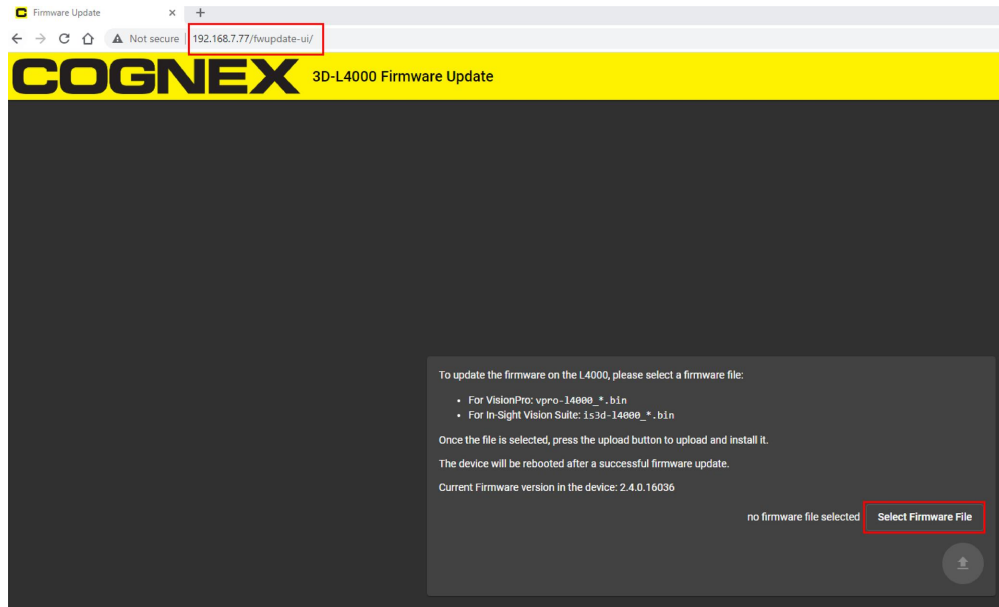 Firmware Update
Not secure
192.168.7.77/fwupdate-ui/
COGNEX
3D-L4000 Firmware Update
To update the firmware on the L4000, please select a firmware file:
• For VisionPro: vpro-l4000_*.bin
• For In-Sight Vision Suite: is3d-l4000_*.bin
Once the file is selected, press the upload button to upload and install it.
The device will be rebooted after a successful firmware update.
Current Firmware version in the device: 2.4.0.16036
no firmware file selected Select Firmware File